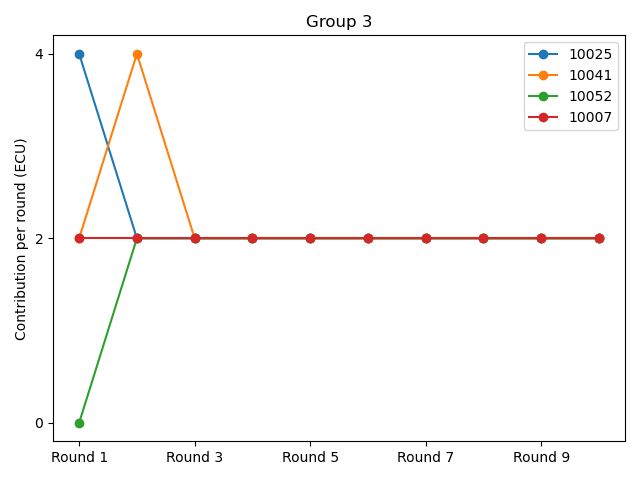 Group 3
10025
10041
10052
10007
Contribution per round (ECU)
4
2
0
Round 1
Round 3
Round 5
Round 7
Round 9